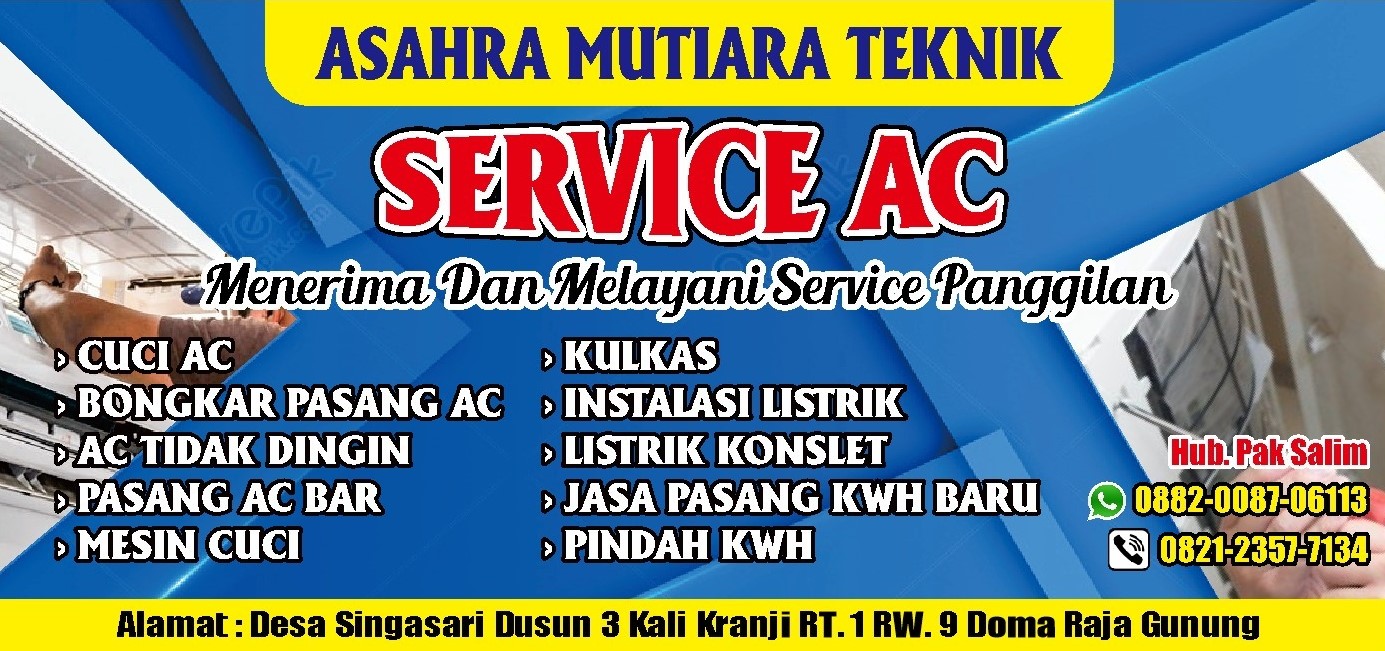 ASAHRA MUTIARA TEKNIK
SERVICE AC
Menerima Dan Melayani Service Panggilan
› CUCI AC
› BONGKAR PASANG AC
› AC TIDAK DINGIN
› PASANG AC BAR
› MESIN CUCI
› KULKAS
› INSTALASI LISTRIK
› LISTRIK KONSLET
› JASA PASANG KWH BARU
› PINDAH KWH
Hub. Pak Salim
0882-0087-06113
0821-2357-7134
Alamat : Desa Singasari Dusun 3 Kali Kranji RT. 1 RW. 9 Doma Raja Gunung